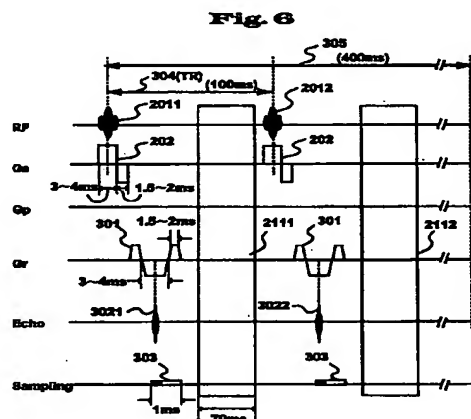 Fig. 6
305
(400ms)
304(TR)
(100ms)
2011
2012
RF
202
202
Gs
3~4ms
1.5~2ms
Gp
1.5~2ms
301
2111
301
2112
Gr
3~4ms
3021
3022
Echo
303
303
Sampling
1ms
70ms